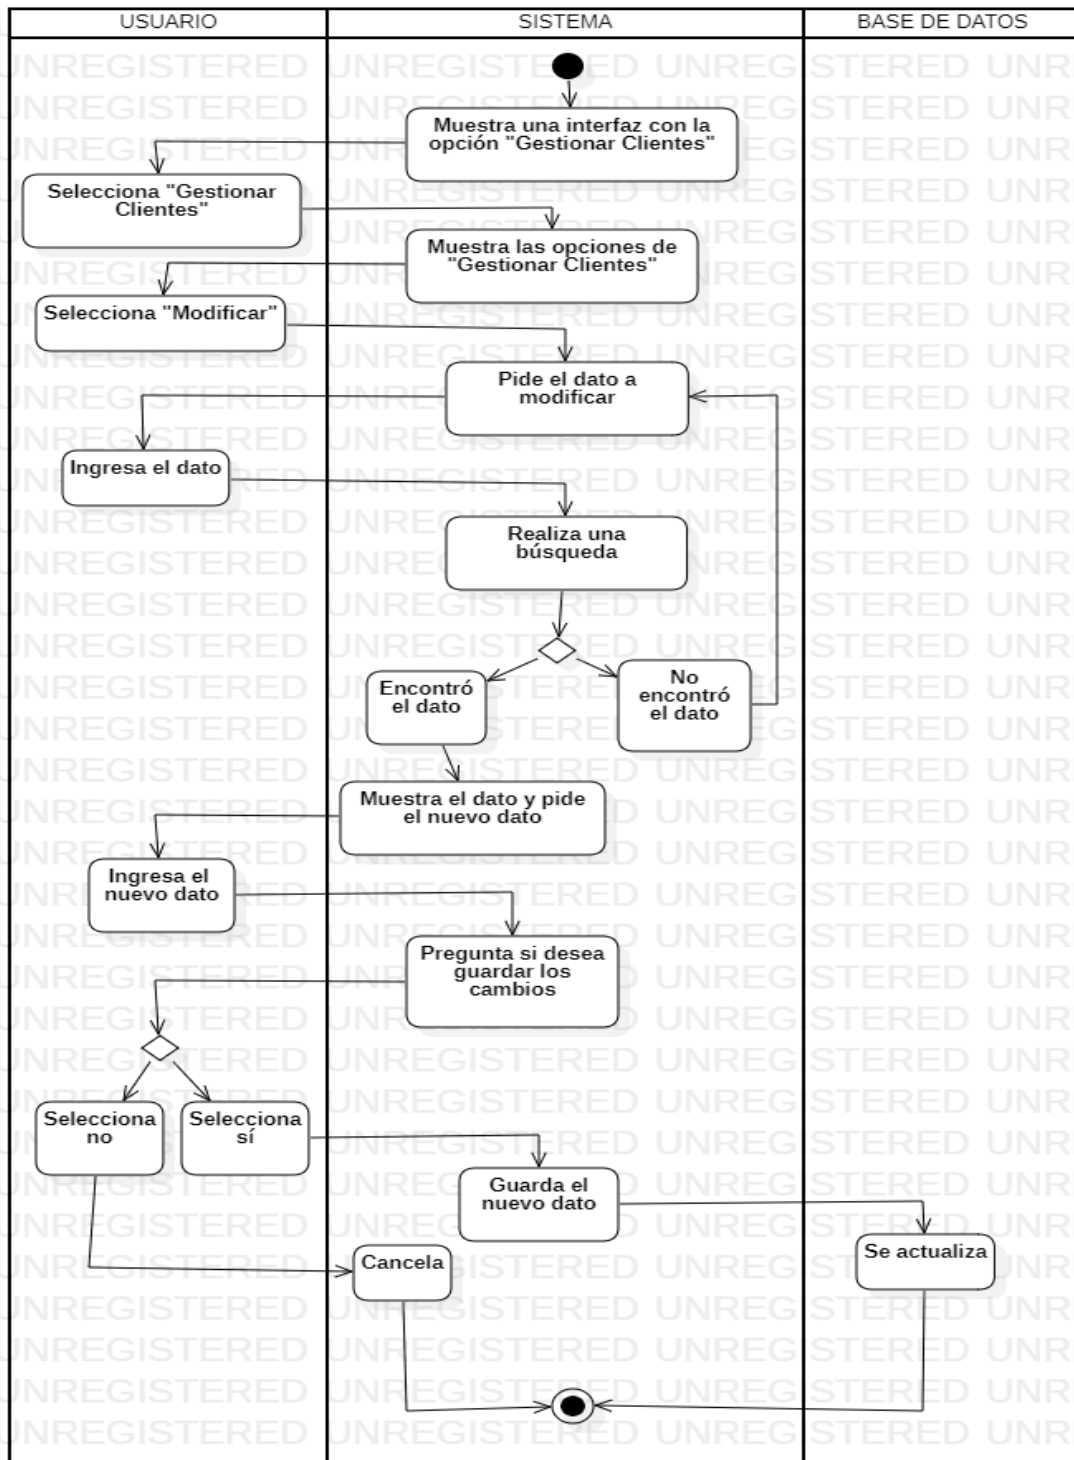 USUARIO
SISTEMA
BASE DE DATOS
Muestra una interfaz con la
opción "Gestionar Clientes"
Selecciona "Gestionar
Clientes"
Muestra las opciones de
"Gestionar Clientes"
Selecciona "Modificar"
Pide el dato a
modificar
Ingresa el dato
Realiza una
búsqueda
Encontró
el dato
No
encontró
el dato
Muestra el dato y pide
el nuevo dato
Ingresa el
nuevo dato
Pregunta si desea
guardar los
cambios
Selecciona
no
Selecciona
sí
Guarda el
nuevo dato
Cancela
Se actualiza
UNREGISTERED